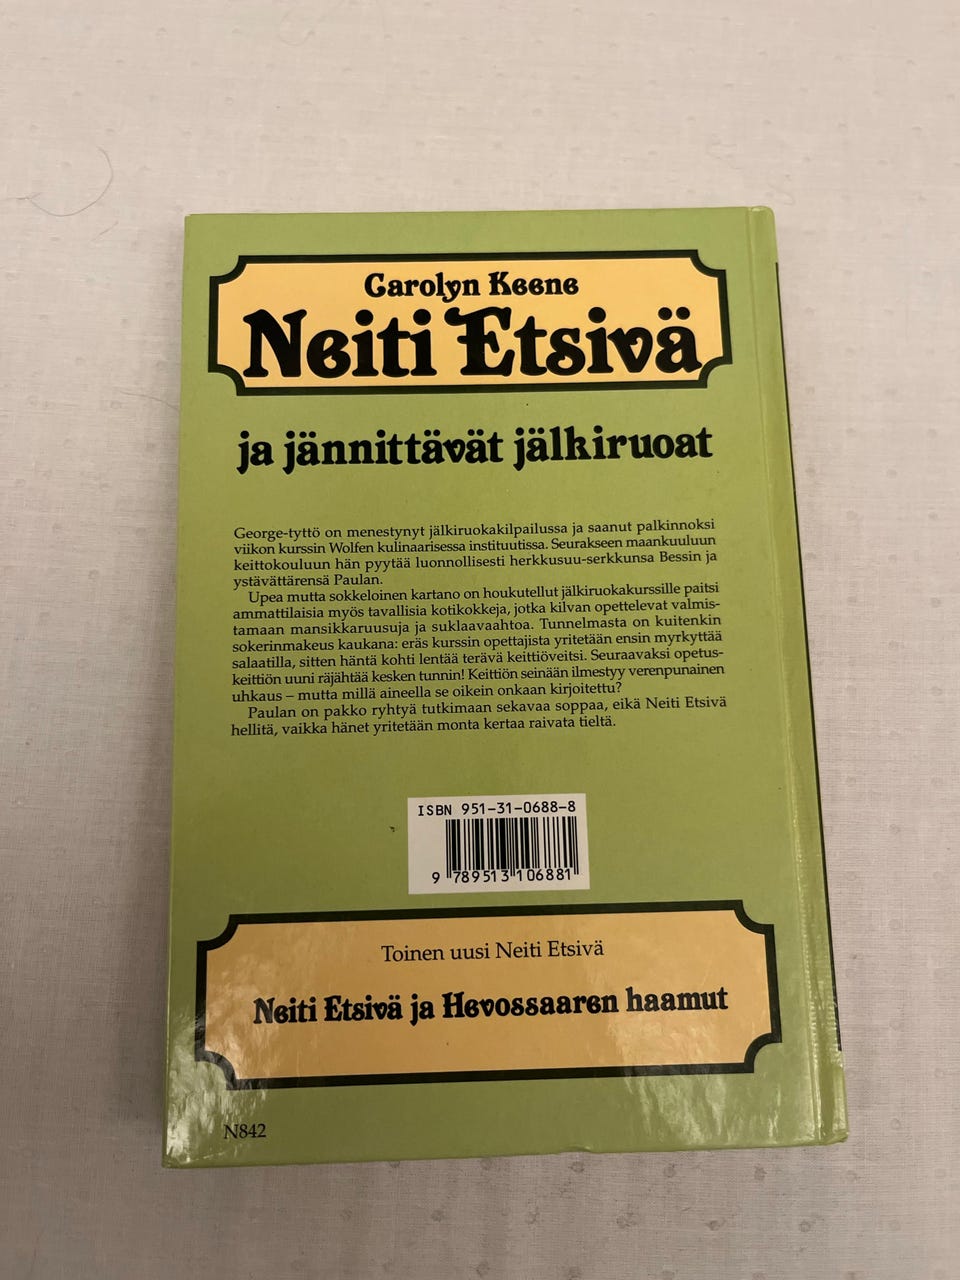 Carolyn Keene
Neiti Etsivä
ja jännittävät jälkiruoat
George-tyttö on menestynyt jälkiruokakilpailussa ja saanut palkinnoksi
viikon kurssin Wolfen kulinaarisessa instituutissa. Seurakseen maankuuluun
keittokouluun hän pyytää luonnollisesti herkkusuu-serkkunsa Bessin ja
ystävättärensä Paulan.
Upea mutta sokkeloinen kartano on houkutellut jälkiruokakurssille paitsi
ammattilaisia myös tavallisia kotikokkeja, jotka kilvan opettelevat valmis-
tamaan mansikkaruusuja ja suklaavaahtoa. Tunnelmasta on kuitenkin
sokerinmakeus kaukana: eräs kurssin opettajista yritetään ensin myrkyttää
salaatilla, sitten häntä kohti lentää terävä keittiöveitsi. Seuraavaksi opetus-
keittiön uuni räjähtää kesken tunnin! Keittiön seinään ilmestyy verenpunainen
uhkaus – mutta millä aineella se oikein onkaan kirjoitettu?
Paulan on pakko ryhtyä tutkimaan sekavaa soppaa, eikä Neiti Etsivä
hellitä, vaikka hänet yritetään monta kertaa raivata tieltä.
ISBN 951-31-0688-8
9 789513 106881
Toinen uusi Neiti Etsivä
Neiti Etsivä ja Hevossaaren haamut
N842